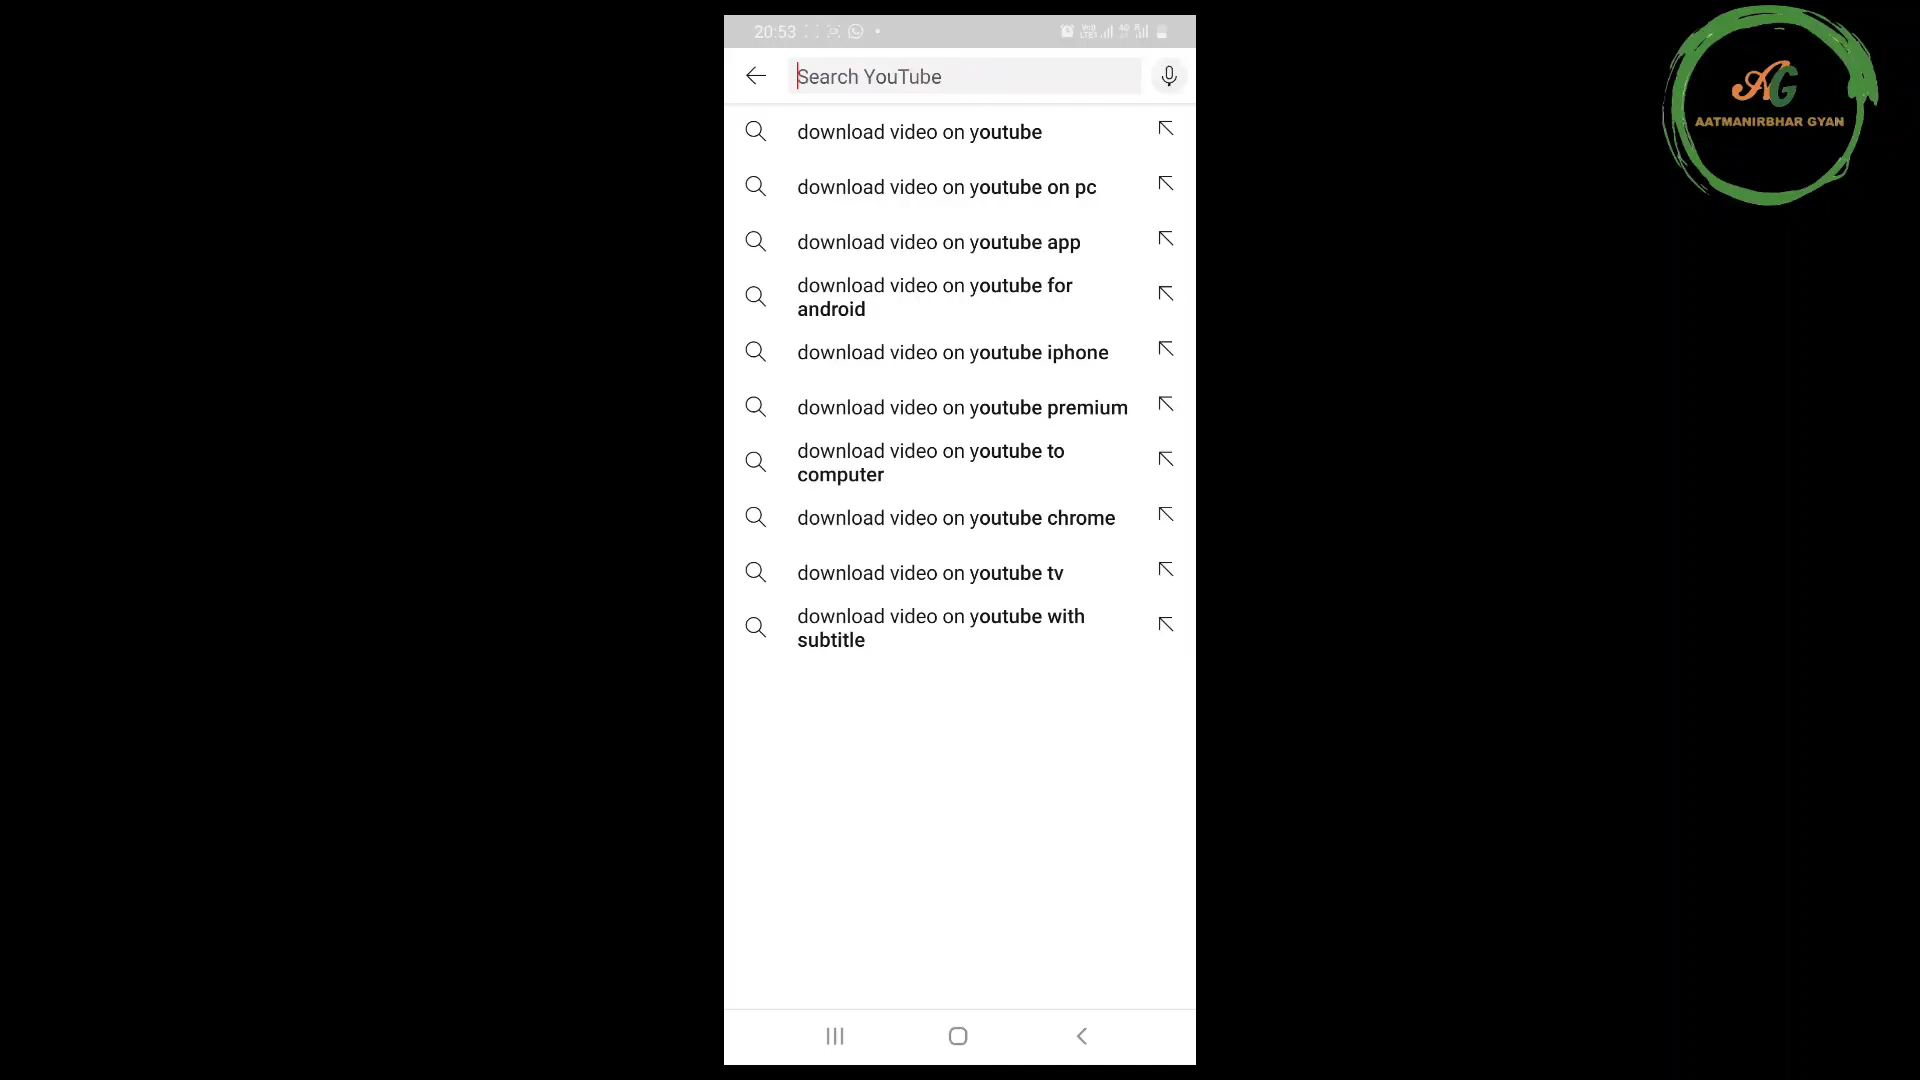 20:53
Search YouTube
download video on youtube
download video on youtube on pc
download video on youtube app
download video on youtube for
android
download video on youtube iphone
download video on youtube premium
download video on youtube to
computer
download video on youtube chrome
download video on youtube tv
download video on youtube with
subtitle
AG
AATMANIRBHAR GYAN